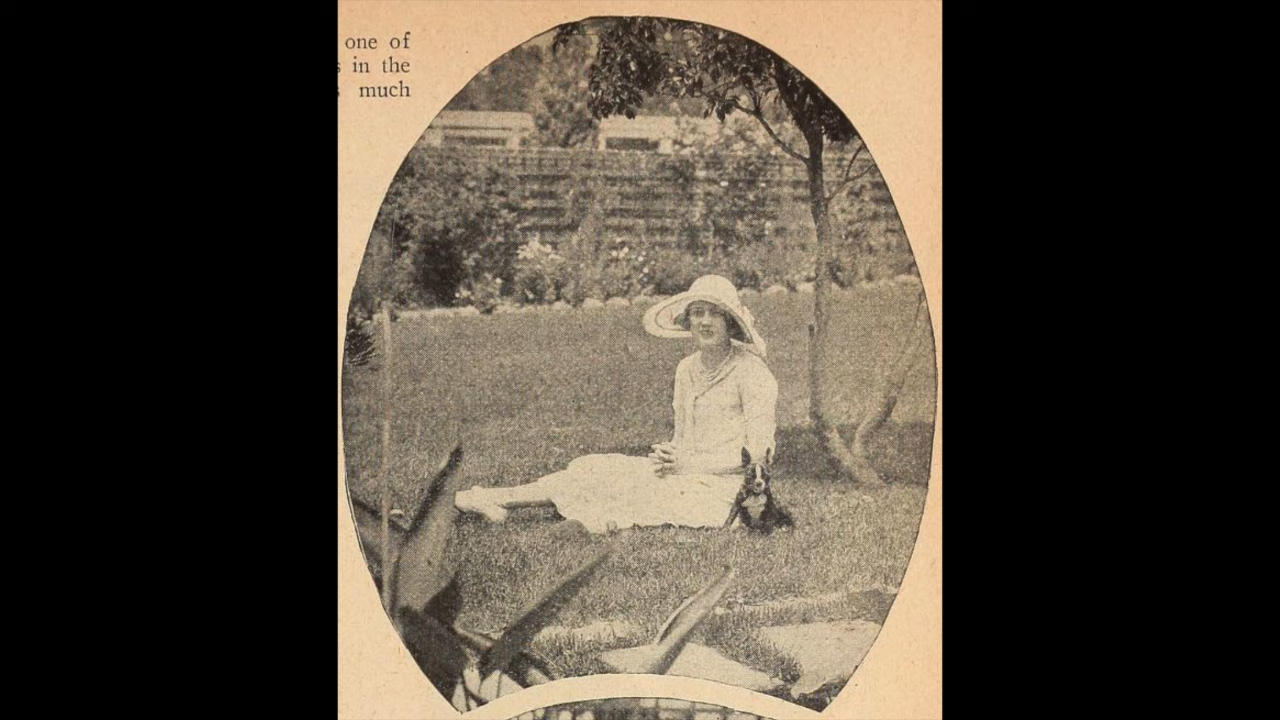 one of
s in the
much